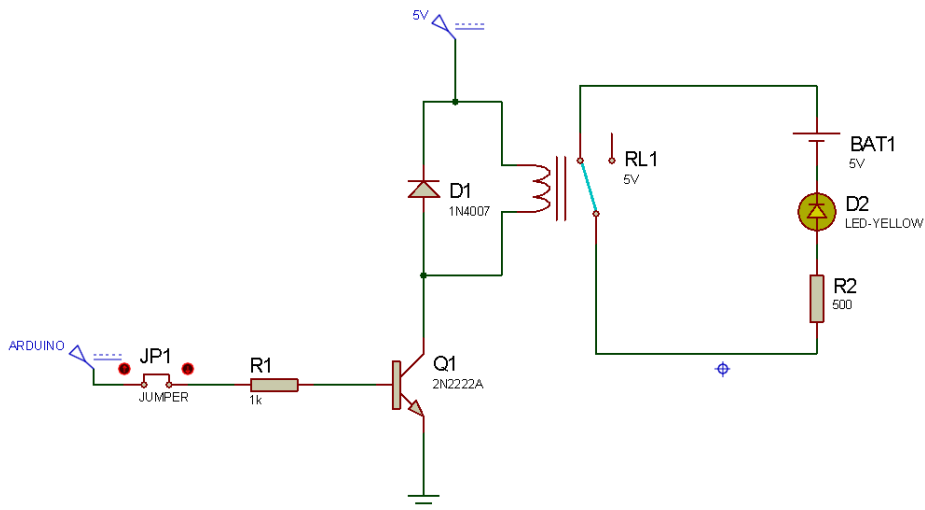 5V
BAT1
5V
RL1
5V
D1
1N4007
D2
LED-YELLOW
R2
500
ARDUINO
JP1
JUMPER
R1
1k
Q1
2N2222A